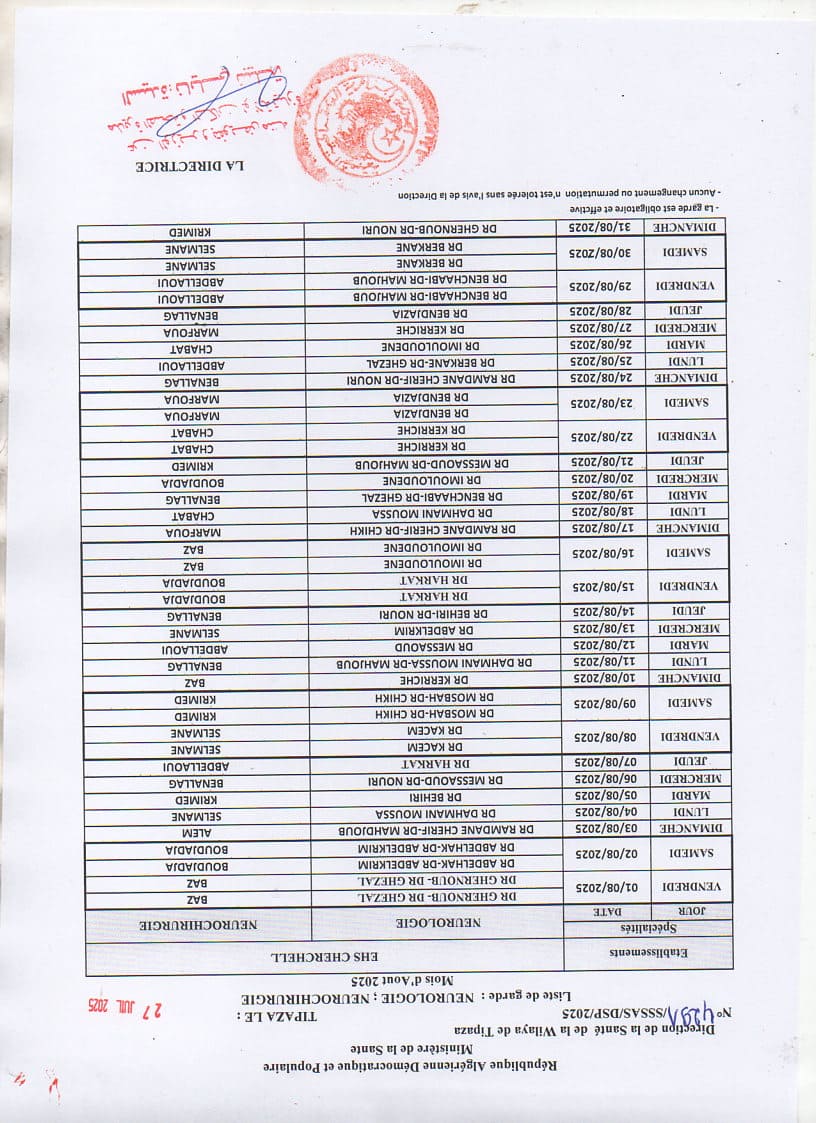 République Algérienne Démocratique et Populaire
Ministère de la Sante
Direction de la Santé de la Wilaya de Tipaza
N° 4291/SSSAS/DSP/2025 TIPAZA LE : 27 JUIL 2025
Liste de garde : NEUROLOGIE ; NEUROCHIRURGIE
Mois d'Aout 2025
Etablissements EHS CHERCHELL
Spécialités NEUROLOGIE NEUROCHIRURGIE
JOUR DATE
VENDREDI 01/08/2025 DR GHERNOUB- DR GHEZAL BAZ
DR GHERNOUB- DR GHEZAL BAZ
SAMEDI 02/08/2025 DR ABDELHAK-DR ABDELKRIM BOUDJADJA
DR ABDELHAK-DR ABDELKRIM BOUDJADJA
DIMANCHE 03/08/2025 DR RAMDANE CHERIF-DR MAHDJOUB ALEM
LUNDI 04/08/2025 DR DAHMANI MOUSSA SELMANE
MARDI 05/08/2025 DR BEHIRI KRIMED
MERCREDI 06/08/2025 DR MESSAOUD-DR NOURI BENALLAG
JEUDI 07/08/2025 DR HARKAT ABDELLAOUI
VENDREDI 08/08/2025 DR KACEM SELMANE
DR KACEM SELMANE
SAMEDI 09/08/2025 DR MOSBAH-DR CHIKH KRIMED
DR MOSBAH-DR CHIKH KRIMED
DIMANCHE 10/08/2025 DR KERRICHE BAZ
LUNDI 11/08/2025 DR DAHMANI MOUSSA-DR MAHJOUB BENALLAG
MARDI 12/08/2025 DR MESSAOUD ABDELLAOUI
MERCREDI 13/08/2025 DR ABDELKRIM SELMANE
JEUDI 14/08/2025 DR BEHIRI-DR NOURI BENALLAG
VENDREDI 15/08/2025 DR HARKAT BOUDJADJA
DR HARKAT BOUDJADJA
SAMEDI 16/08/2025 DR IMOULOUDENE BAZ
DR IMOULOUDENE BAZ
DIMANCHE 17/08/2025 DR RAMDANE CHERIF-DR CHIKH MARFOUA
LUNDI 18/08/2025 DR DAHMANI MOUSSA CHABAT
MARDI 19/08/2025 DR BENCHAABI-DR GHEZAL BENALLAG
MERCREDI 20/08/2025 DR IMOULOUDENE BOUDJADJA
JEUDI 21/08/2025 DR MESSAOUD-DR MAHJOUB KRIMED
VENDREDI 22/08/2025 DR KERRICHE CHABAT
DR KERRICHE CHABAT
SAMEDI 23/08/2025 DR BENDJAZIA MARFOUA
DR BENDJAZIA MARFOUA
DIMANCHE 24/08/2025 DR RAMDANE CHERIF-DR NOURI BENALLAG
LUNDI 25/08/2025 DR BERKANE-DR GHEZAL ABDELLAOUI
MARDI 26/08/2025 DR IMOULOUDENE CHABAT
MERCREDI 27/08/2025 DR KERRICHE MARFOUA
JEUDI 28/08/2025 DR BENDJAZIA BENALLAG
VENDREDI 29/08/2025 DR BENCHAABI-DR MAHJOUB ABDELLAOUI
DR BENCHAABI-DR MAHJOUB ABDELLAOUI
SAMEDI 30/08/2025 DR BERKANE SELMANE
DR BERKANE SELMANE
DIMANCHE 31/08/2025 DR GHERNOUB-DR NOURI KRIMED
- La garde est obligatoire et effctive
- Aucun changement ou permutation n'est tolerée sans l'avis de la Direction
LA DIRECTRICE
عن الوزير و بتفويض منه
مديرة الصحة و السكان لولاية تيبازة
السيدة: نايلي نبيلة